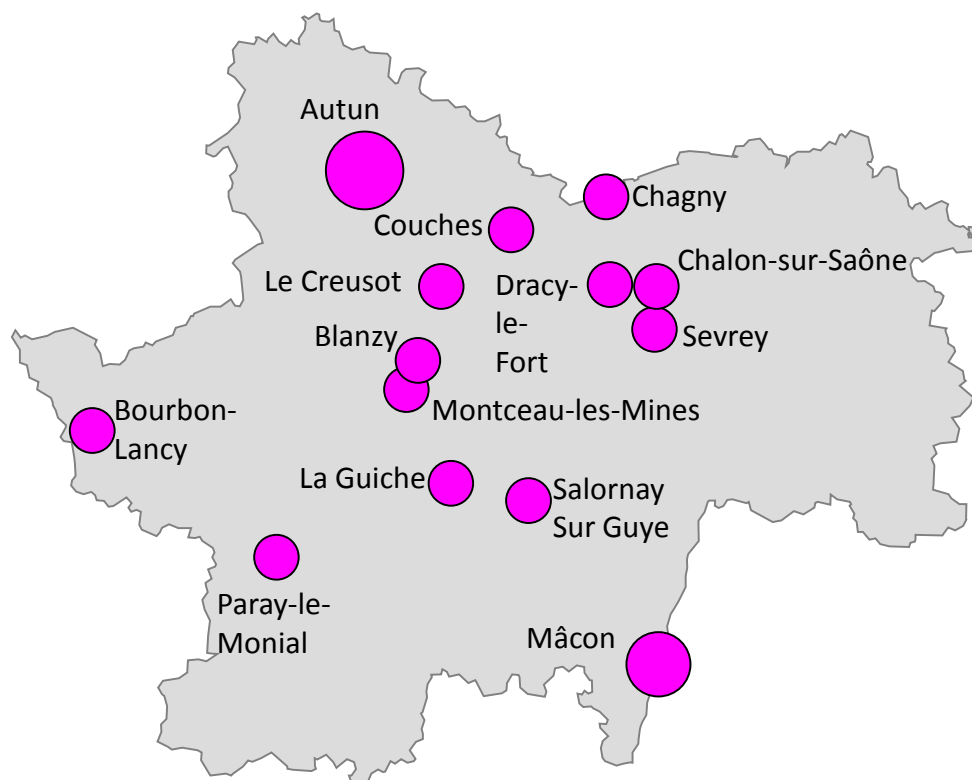 Autun
Chagny
Couches
Chalon-sur-Saône
Le Creusot
Dracy-
le-
Fort
Blanzy
Sevrey
Montceau-les-Mines
Bourbon-
Lancy
La Guiche
Salornay
Sur Guye
Paray-le-
Monial
Mâcon